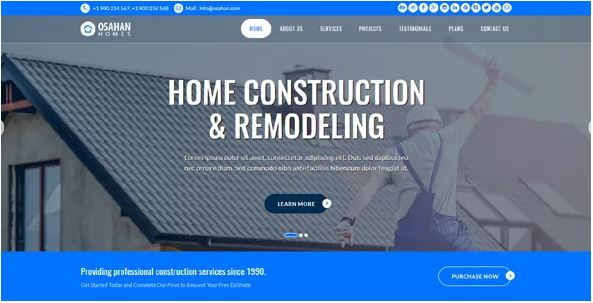 +1 990 234 567, +1 900 234 568 Mail : info@osahan.com
OSAHAN
HOMES
HOME ABOUT US SERVICES PROJECTS TESTIMONIALS PLANS CONTACT US
HOME CONSTRUCTION
& REMODELING
Lorem ipsum dolor sit amet, consectetur adipiscing elit. Duis sed dapibus leo
nec ornare diam. Sed commodo nibh ante facilisis bibendum dolor feugiat at.
LEARN MORE
Providing professional construction services since 1990.
Get Started Today and Complete Our Form to Request Your Free Estimate
PURCHASE NOW